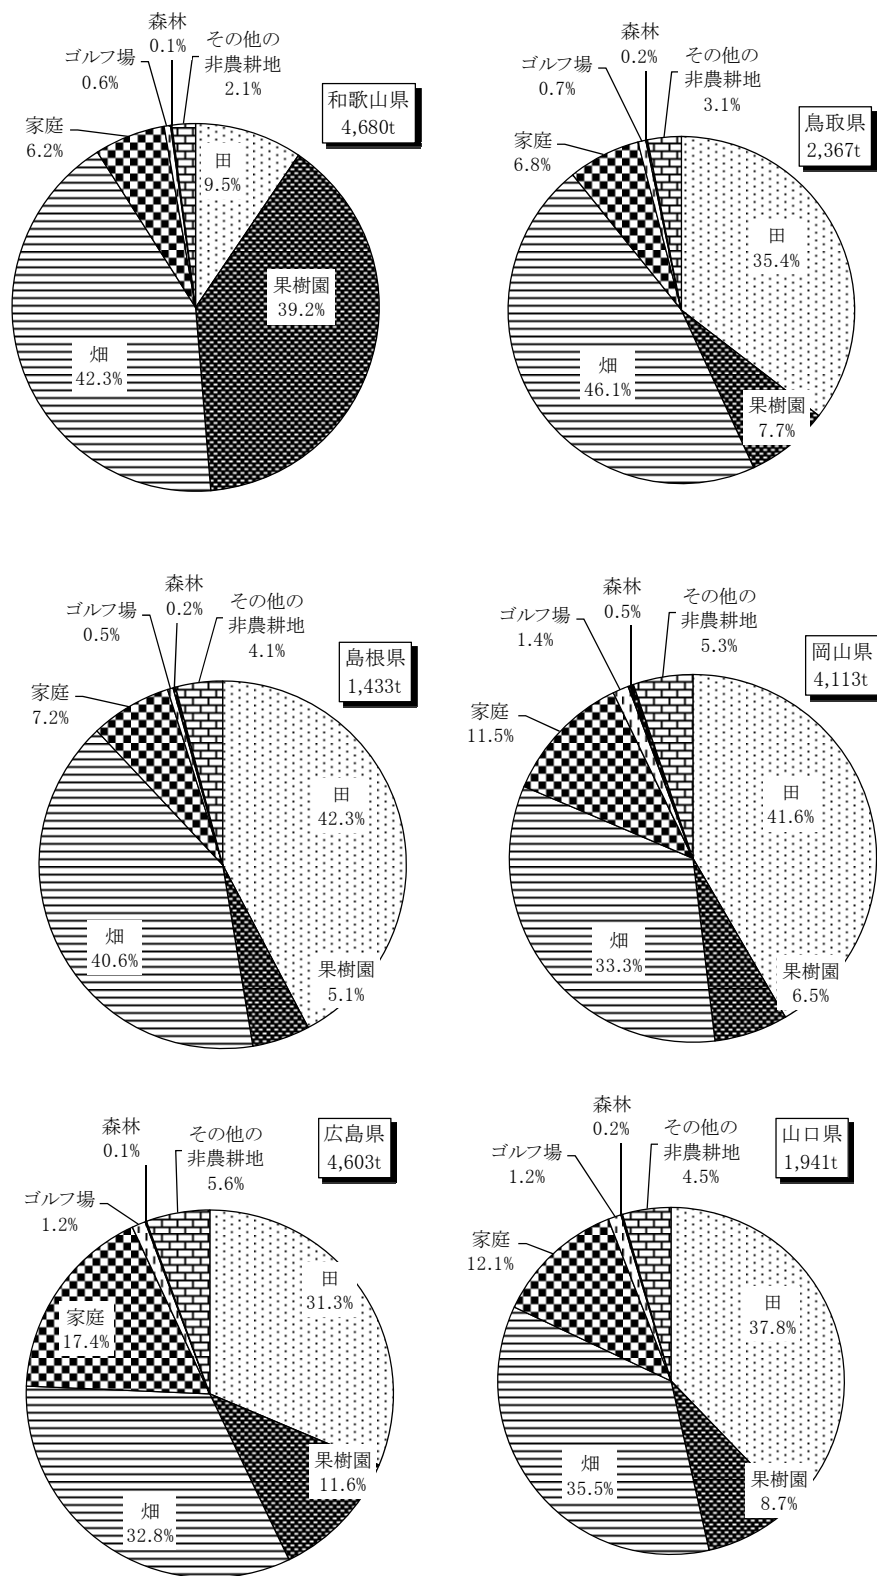 森林
0.1%
その他の
非農耕地
2.1%
ゴルフ場
0.6%
家庭
6.2%
和歌山県
4,680t
田
9.5%
果樹園
39.2%
畑
42.3%
森林
0.2%
その他の
非農耕地
3.1%
ゴルフ場
0.7%
家庭
6.8%
鳥取県
2,367t
田
35.4%
果樹園
7.7%
畑
46.1%
森林
0.2%
その他の
非農耕地
4.1%
ゴルフ場
0.5%
家庭
7.2%
島根県
1,433t
田
42.3%
果樹園
5.1%
畑
40.6%
森林
0.5%
その他の
非農耕地
5.3%
ゴルフ場
1.4%
家庭
11.5%
岡山県
4,113t
田
41.6%
果樹園
6.5%
畑
33.3%
森林
0.1%
その他の
非農耕地
5.6%
ゴルフ場
1.2%
家庭
17.4%
広島県
4,603t
田
31.3%
果樹園
11.6%
畑
32.8%
森林
0.2%
その他の
非農耕地
4.5%
ゴルフ場
1.2%
家庭
12.1%
山口県
1,941t
田
37.8%
果樹園
8.7%
畑
35.5%